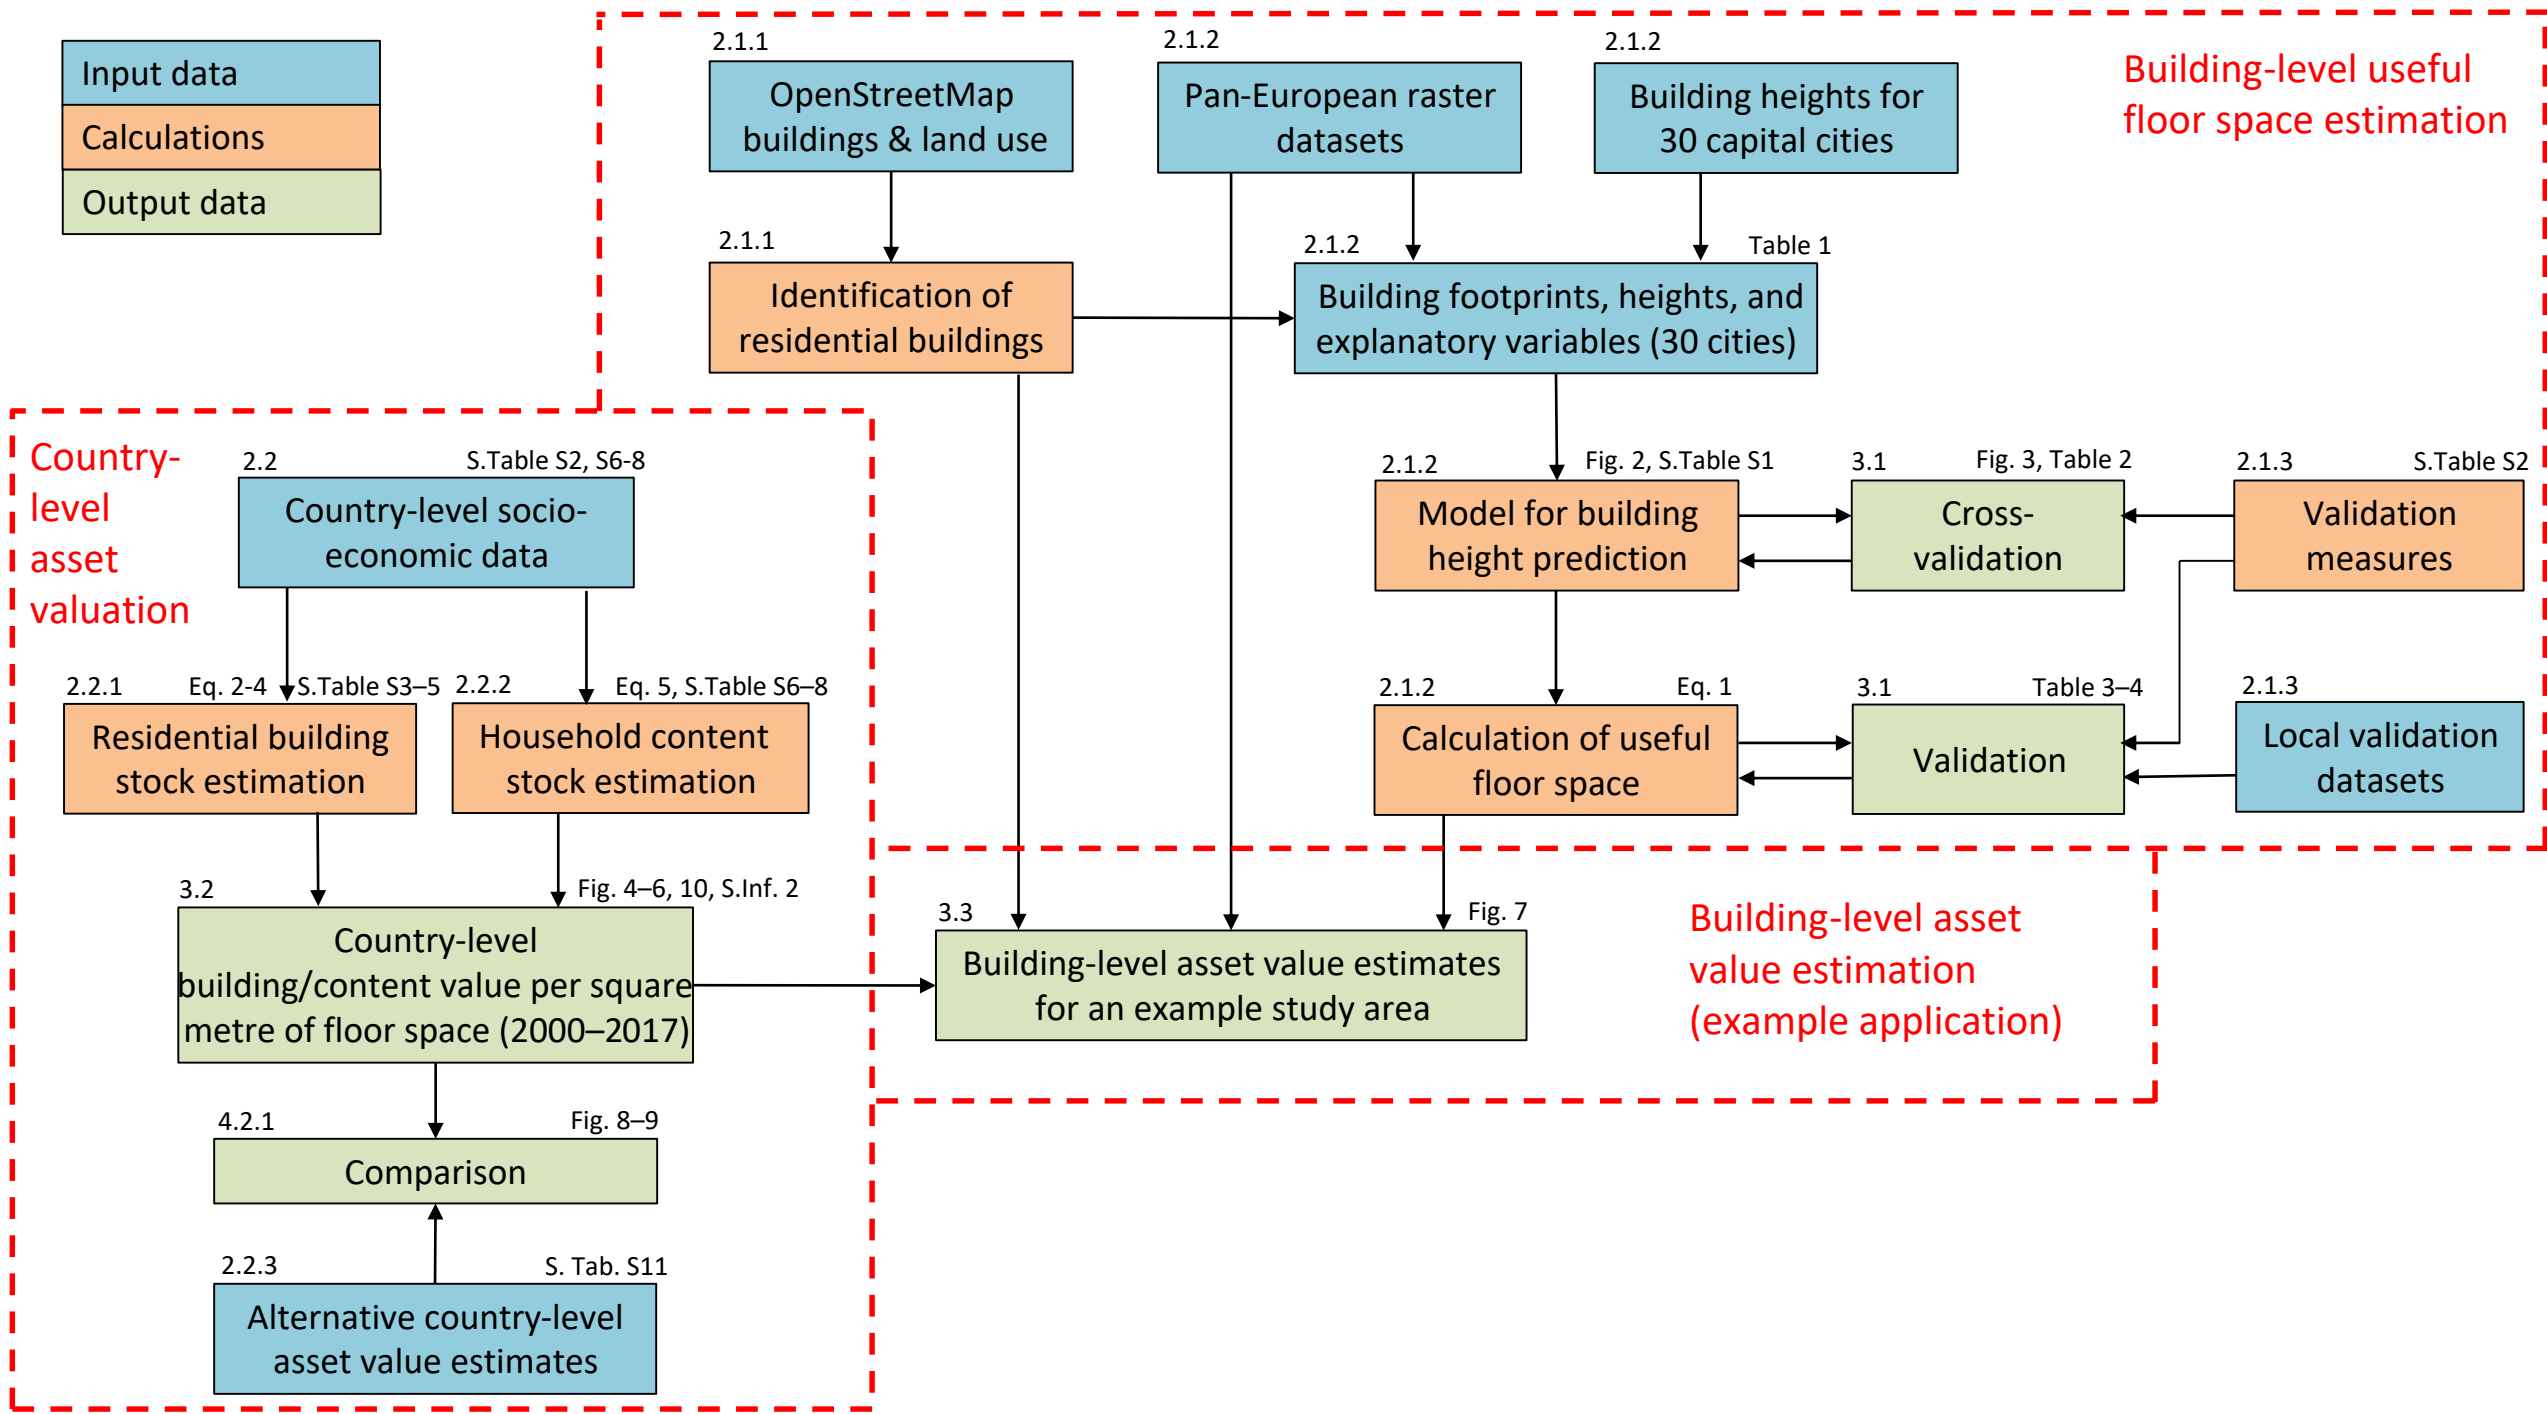 Input data
Calculations
Output data
Building-level useful
floor space estimation
2.1.1
OpenStreetMap
buildings & land use
2.1.2
Pan-European raster
datasets
2.1.2
Building heights for
30 capital cities
2.1.1
Identification of
residential buildings
2.1.2
Table 1
Building footprints, heights, and
explanatory variables (30 cities)
2.1.2
Fig. 2, S.Table S1
Model for building
height prediction
3.1
Fig. 3, Table 2
Cross-
validation
2.1.3
S.Table S2
Validation
measures
2.1.2
Eq. 1
Calculation of useful
floor space
3.1
Table 3–4
Validation
2.1.3
Local validation
datasets
Country-
level
asset
valuation
2.2
S.Table S2, S6-8
Country-level socio-
economic data
2.2.1
Eq. 2-4
S.Table S3–5
Residential building
stock estimation
2.2.2
Eq. 5, S.Table S6–8
Household content
stock estimation
3.2
Fig. 4–6, 10, S.Inf. 2
Country-level
building/content value per square
metre of floor space (2000–2017)
4.2.1
Fig. 8–9
Comparison
2.2.3
S. Tab. S11
Alternative country-level
asset value estimates
3.3
Fig. 7
Building-level asset value estimates
for an example study area
Building-level asset
value estimation
(example application)